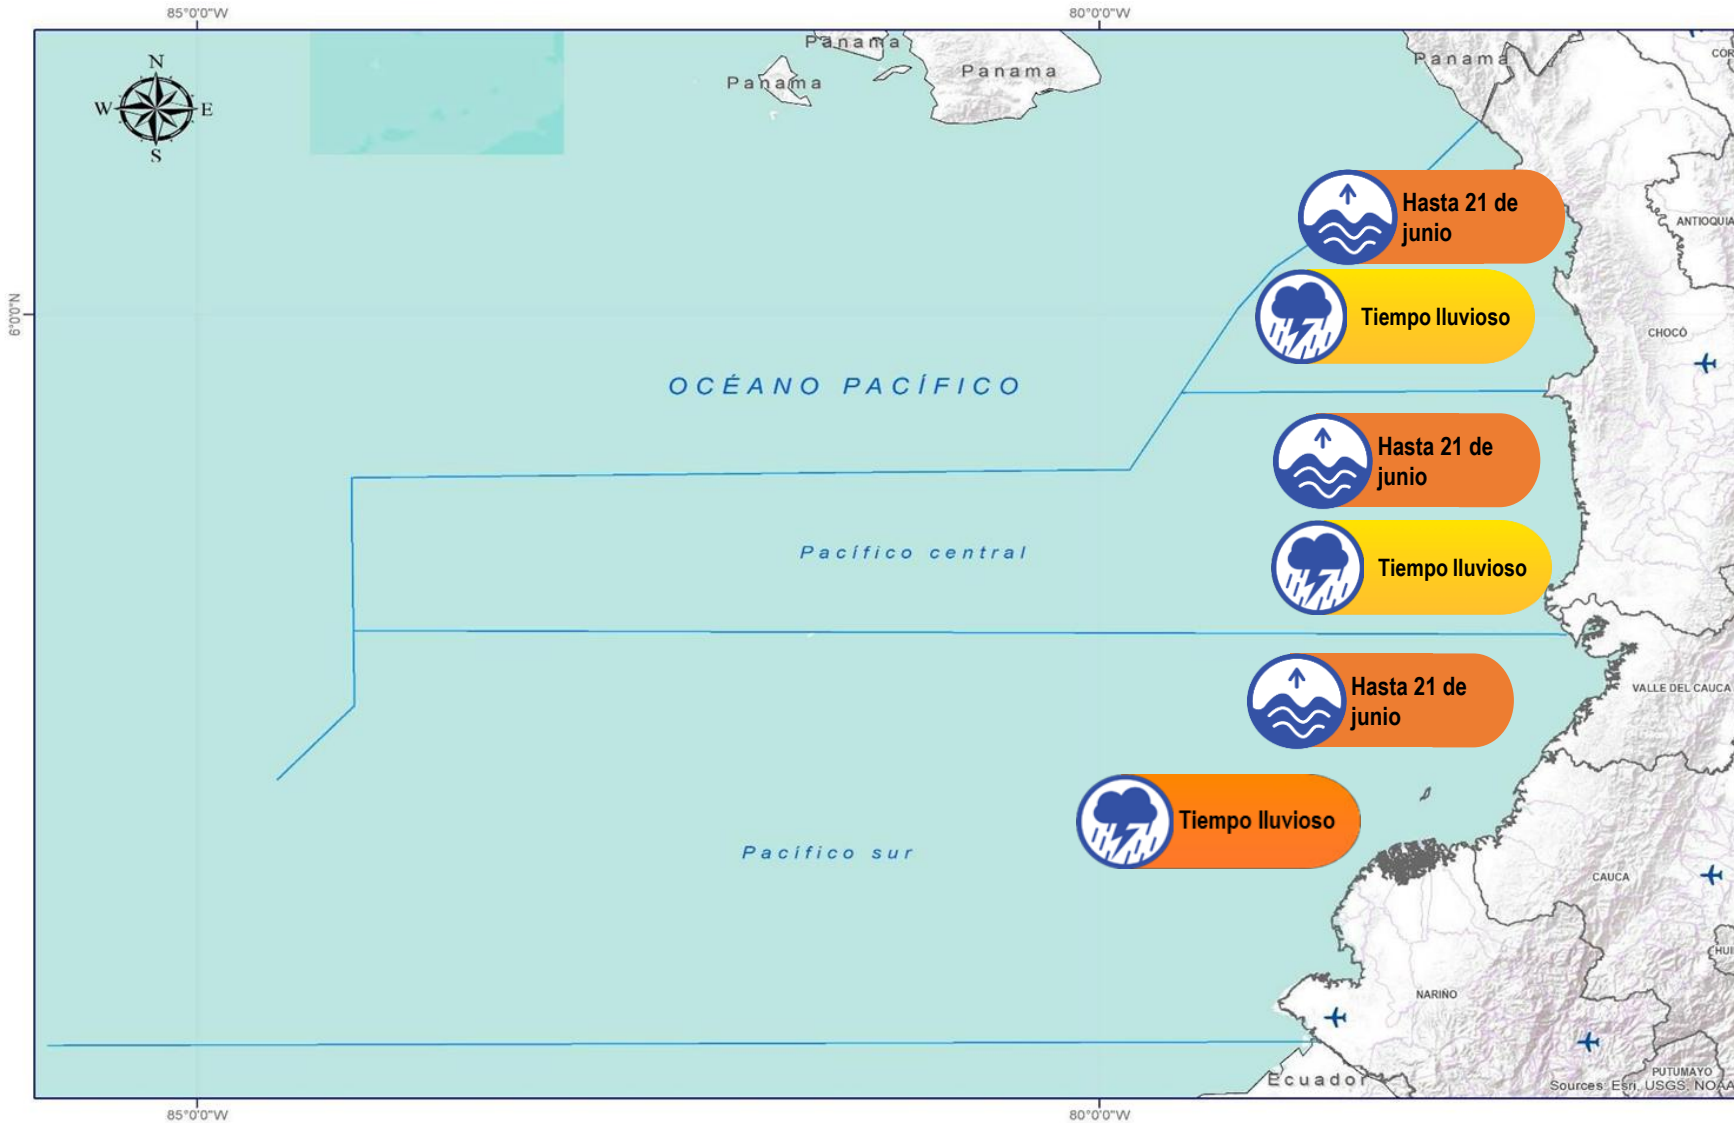 85°0'0"W
80°0'0"W
N
W
E
S
Panama
Panama
Panama
Panama
ANTIOQUIA
Hasta 21 de
junio
6°0'0"N
Tiempo lluvioso
CHOCÓ
OCÉANO PACÍFICO
Hasta 21 de
junio
Pacífico central
Tiempo lluvioso
VALLE DEL CAUCA
Hasta 21 de
junio
Tiempo lluvioso
Pacífico sur
CAUCA
HUI
NARIÑO
PUTUMAYO
Ecuador
Sources: Esri, USGS, NOAA
85°0'0"W
80°0'0"W